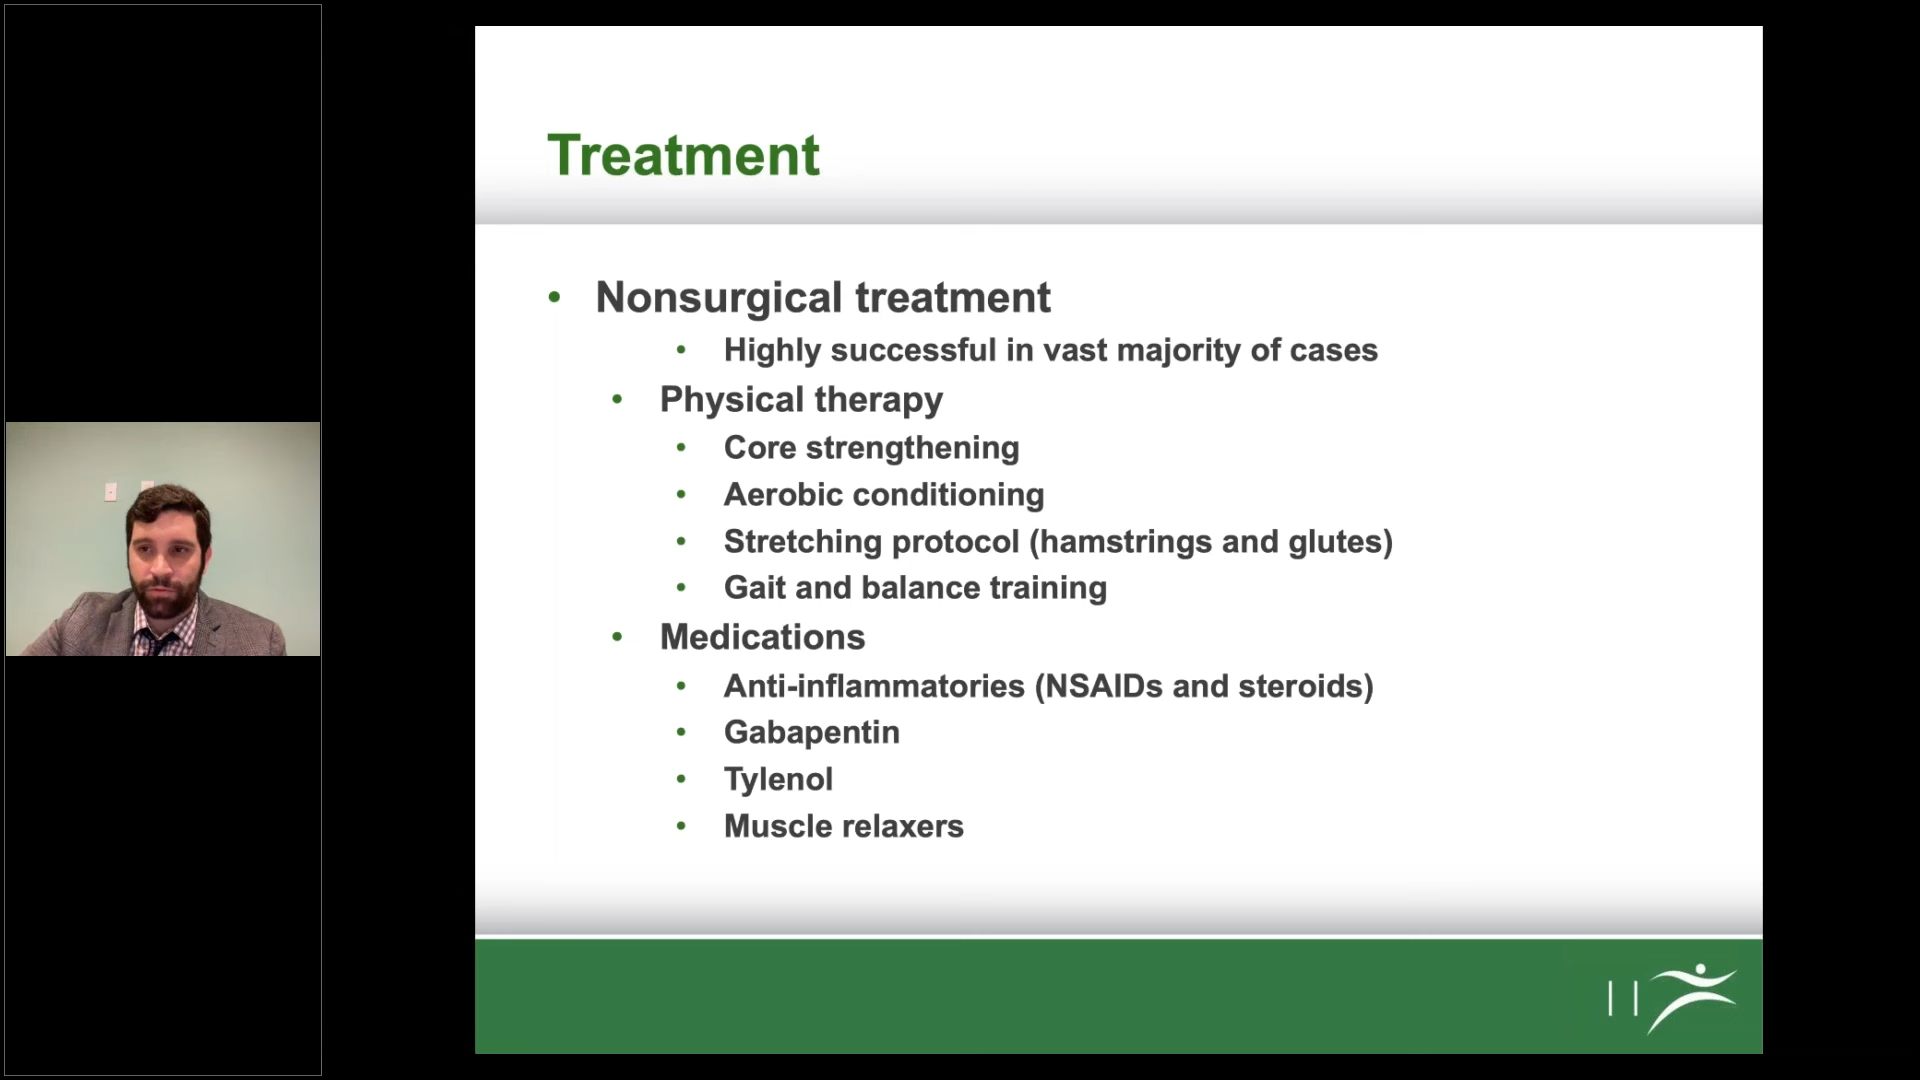 Treatment
• Nonsurgical treatment
• Highly successful in vast majority of cases
• Physical therapy
• Core strengthening
• Aerobic conditioning
• Stretching protocol (hamstrings and glutes)
• Gait and balance training
• Medications
• Anti-inflammatories (NSAIDs and steroids)
• Gabapentin
• Tylenol
• Muscle relaxers